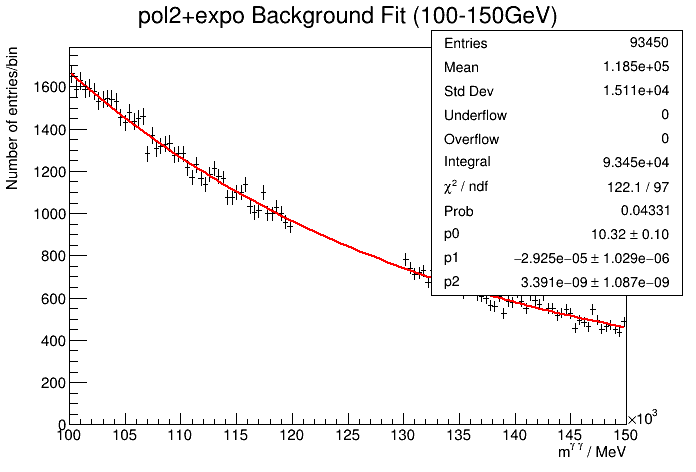 pol2+expo Background Fit (100-150GeV)
Number of entries/bin
Entries 93450
Mean 1.185e+05
Std Dev 1.511e+04
Underflow 0
Overflow 0
Integral 9.345e+04
χ² / ndf 122.1 / 97
Prob 0.04331
p0 10.32 ± 0.10
p1 −2.925e−05 ± 1.029e−06
p2 3.391e−09 ± 1.087e−09
1600
1400
1200
1000
800
600
400
200
0
100 105 110 115 120 125 130 135 140 145 150
×10³
m^γγ / MeV